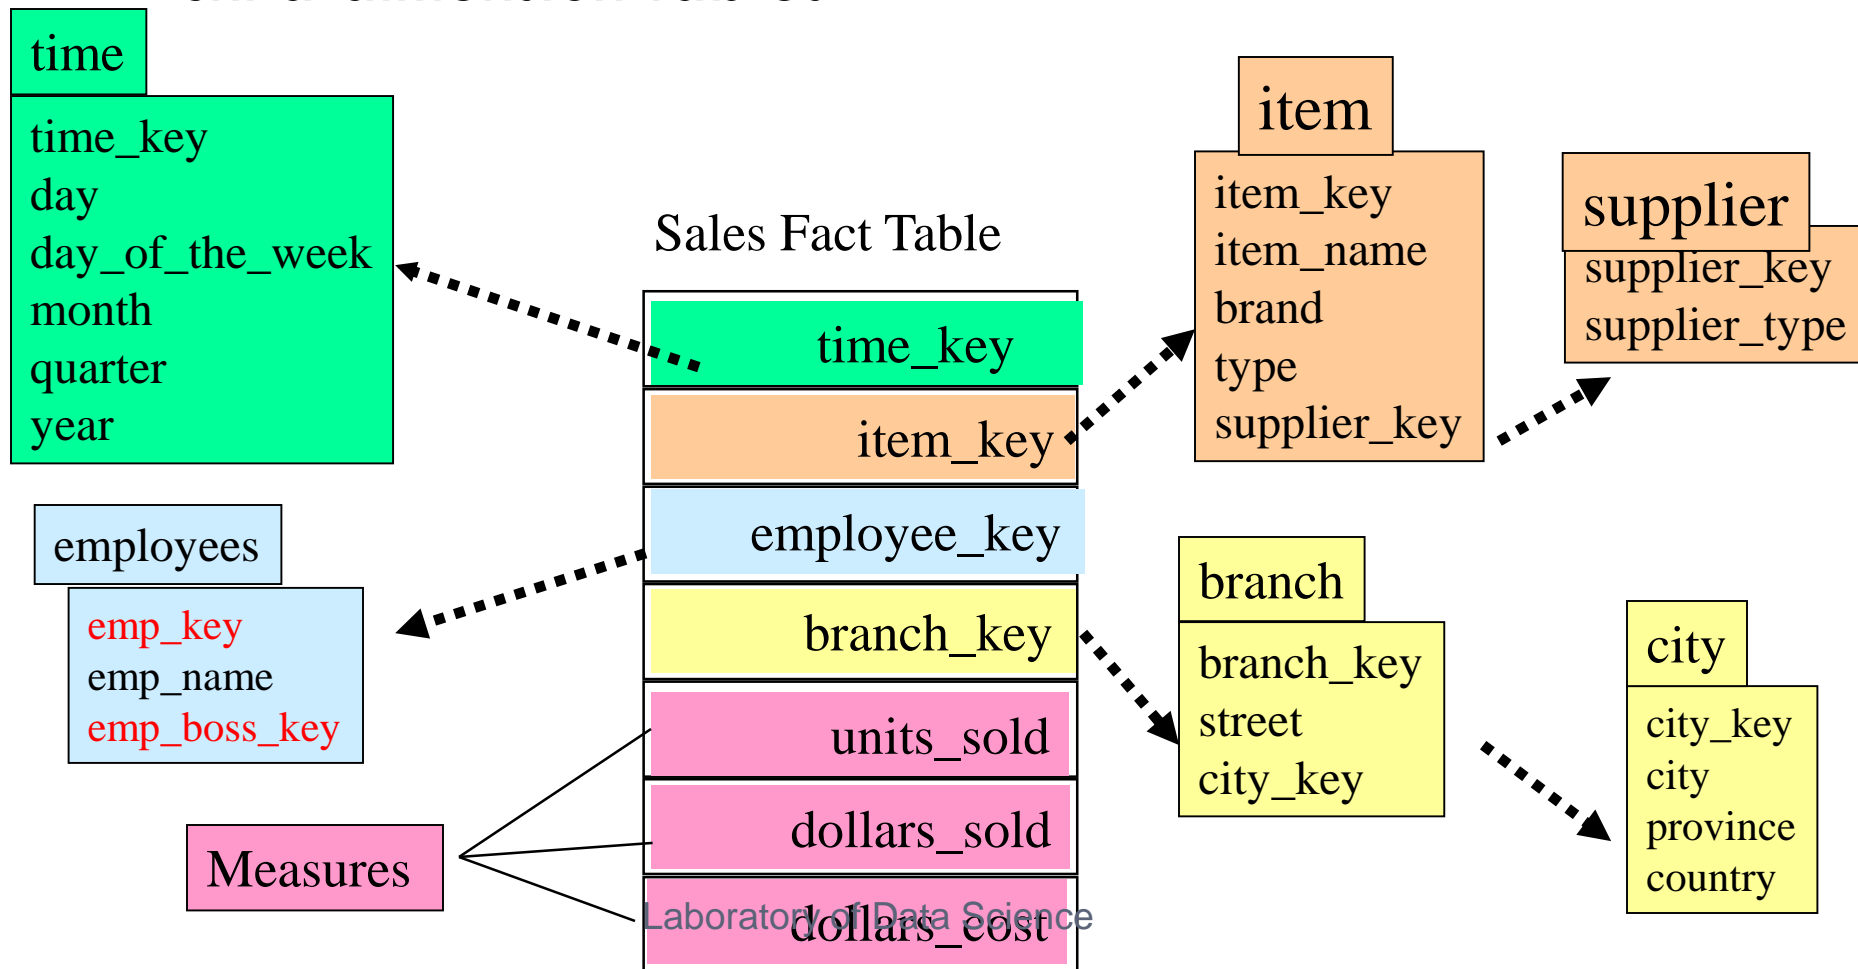 time
time_key
day
day_of_the_week
month
quarter
year
employees
emp_key
emp_name
emp_boss_key
Measures
Sales Fact Table
time_key
item_key
employee_key
branch_key
units_sold
dollars_sold
dollars_cost
Laboratory of Data Science
item
item_key
item_name
brand
type
supplier_key
supplier
supplier_key
supplier_type
branch
branch_key
street
city_key
city
city_key
city
province
country